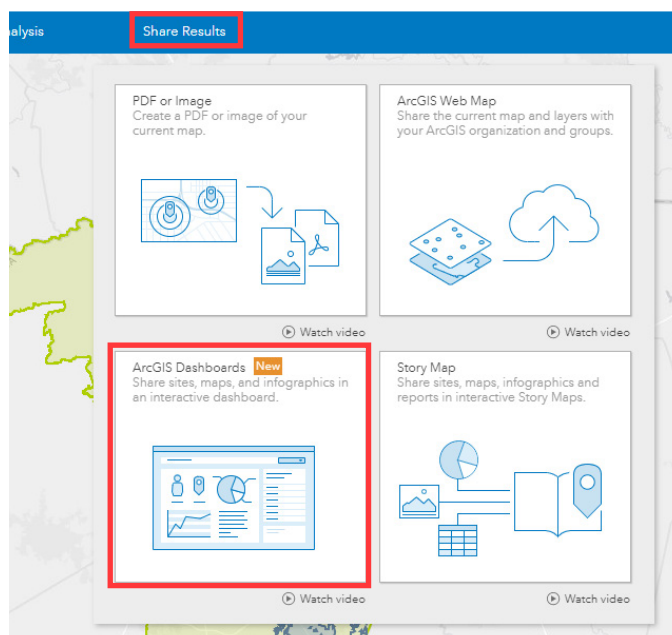 alysis
Share Results
PDF or Image
Create a PDF or image of your
current map.
Watch video
ArcGIS Web Map
Share the current map and layers with
your ArcGIS organization and groups.
Watch video
ArcGIS Dashboards New
Share sites, maps, and infographics in
an interactive dashboard.
Watch video
Story Map
Share sites, maps, infographics and
reports in interactive Story Maps.
Watch video